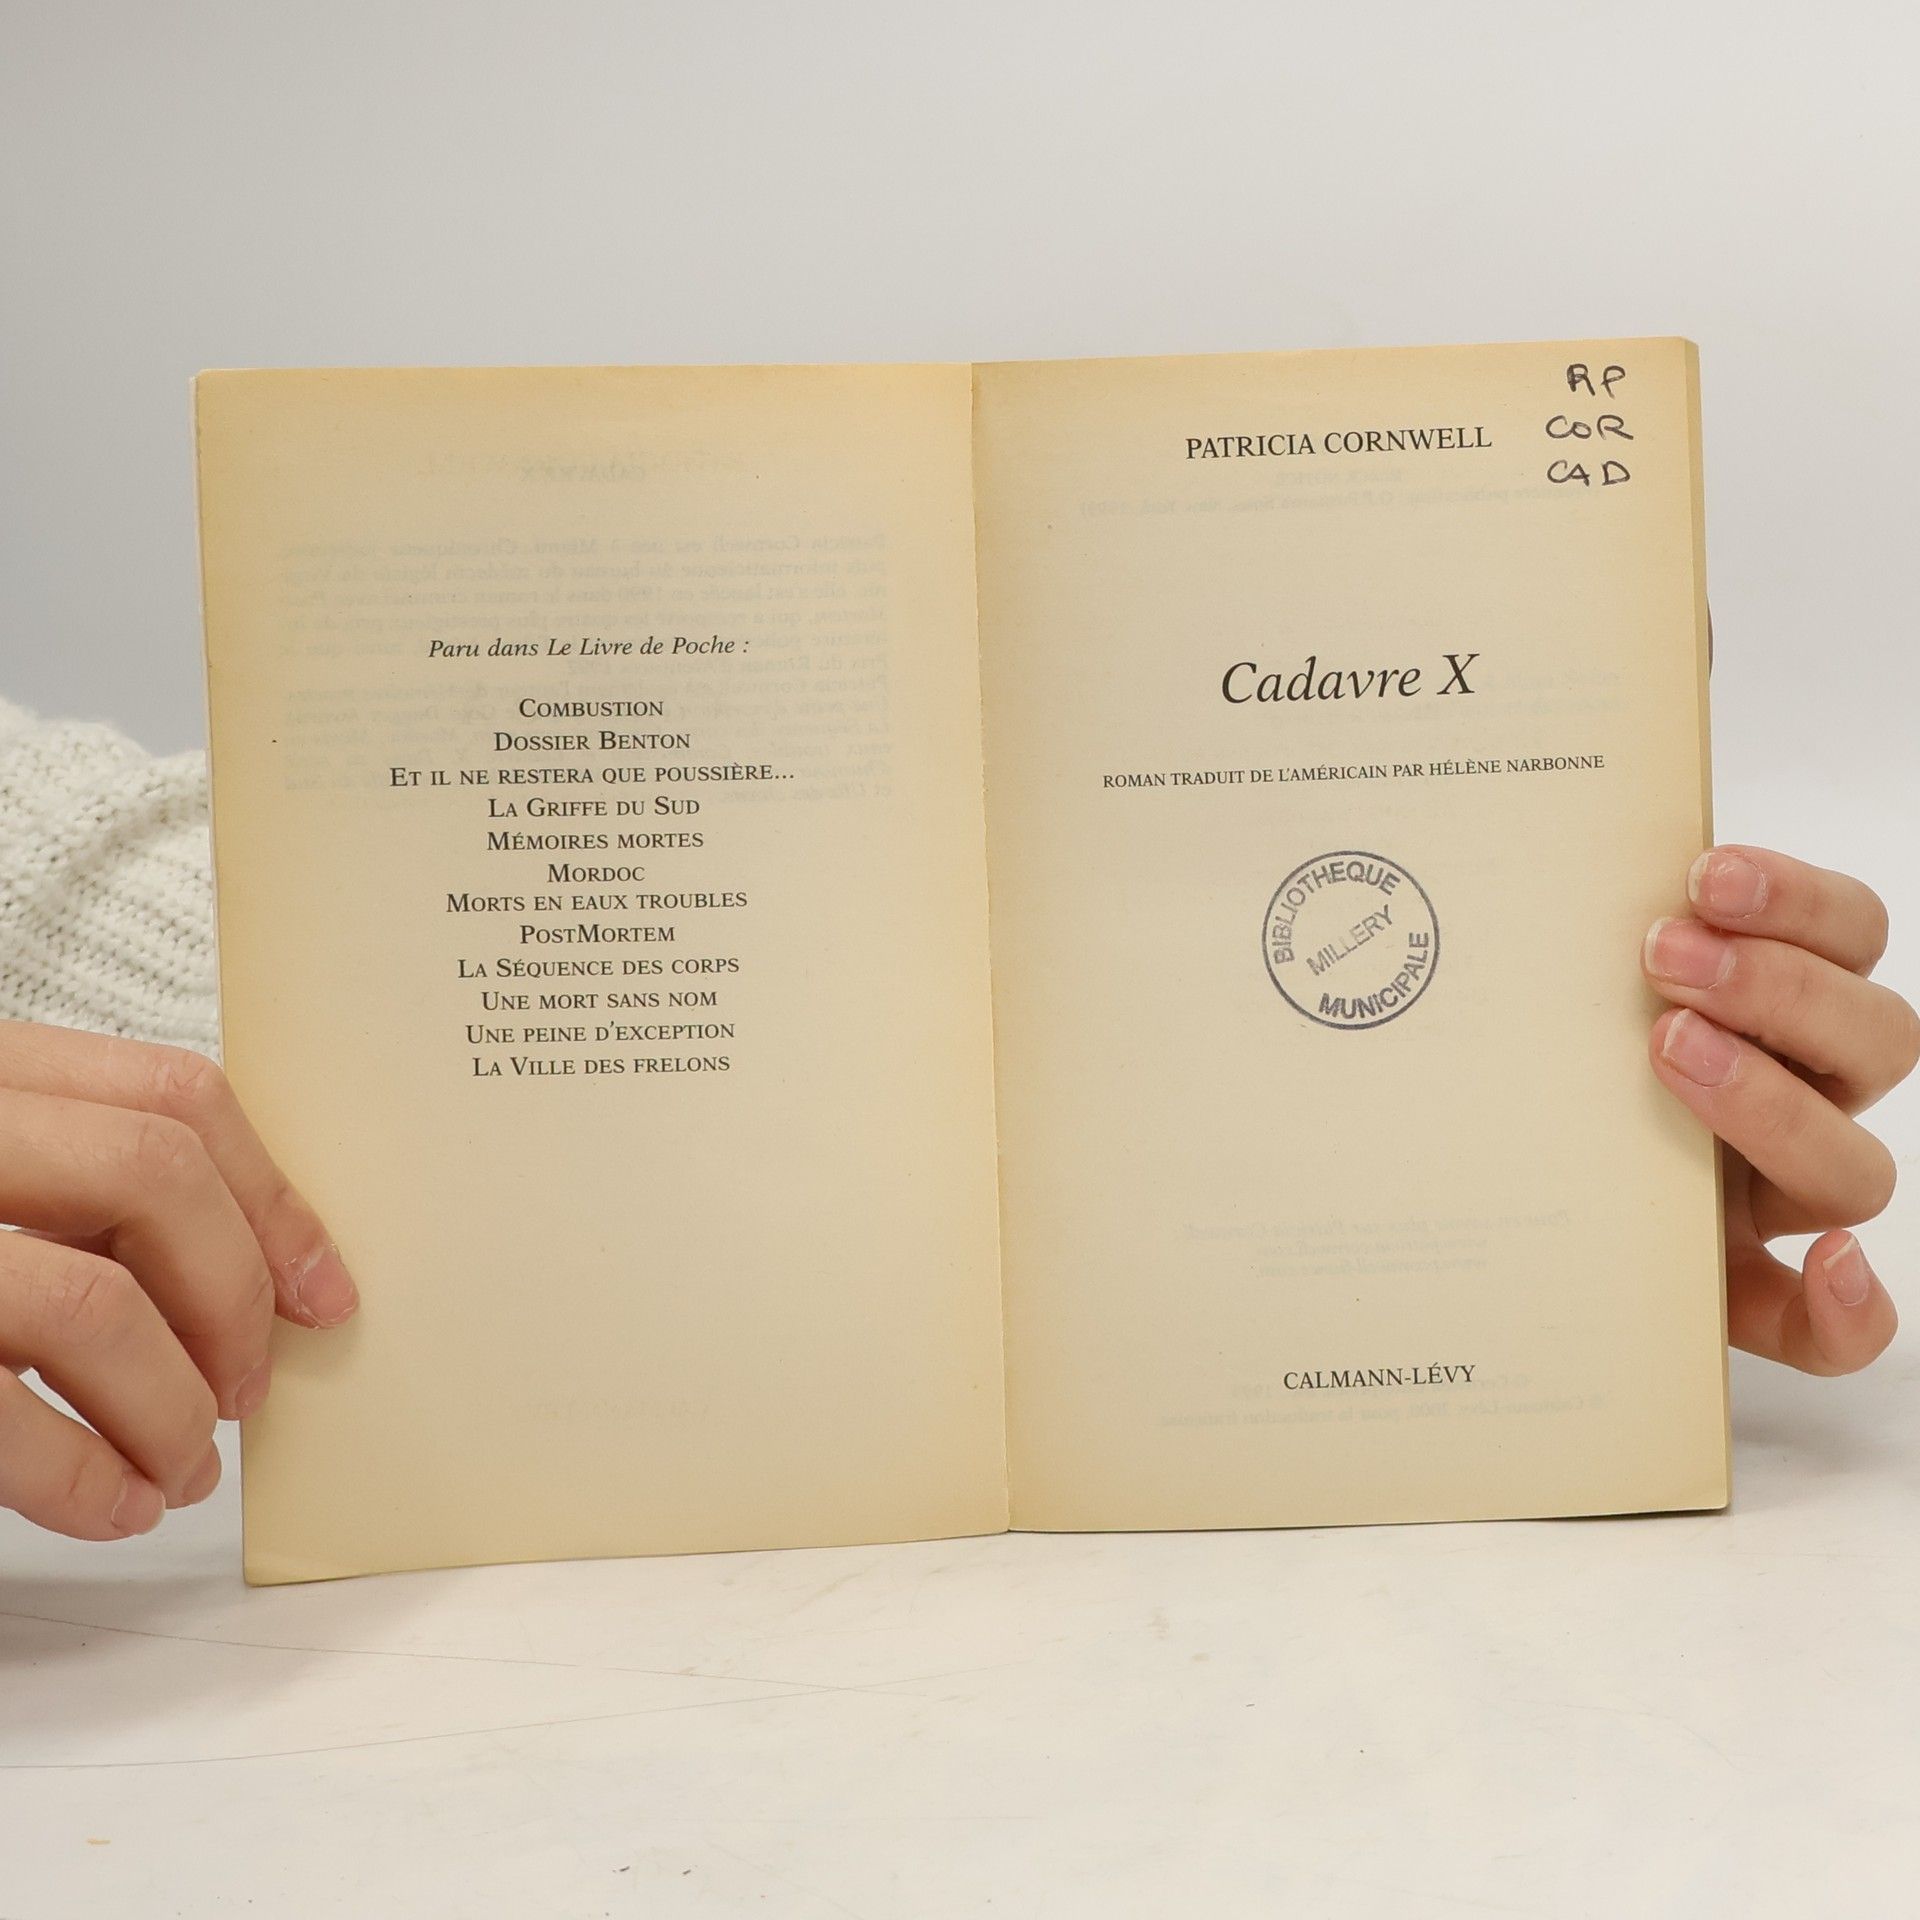 Paru dans Le Livre de Poche :
COMBUSTION
DOSSIER BENTON
ET IL NE RESTERA QUE POUSSIÈRE...
LA GRIFFE DU SUD
MÉMOIRES MORTES
MORDOC
MORTS EN EAUX TROUBLES
POSTMORTEM
LA SÉQUENCE DES CORPS
UNE MORT SANS NOM
UNE PEINE D'EXCEPTION
LA VILLE DES FRELONS
RP
COR
CAD
PATRICIA CORNWELL
Cadavre X
ROMAN TRADUIT DE L'AMÉRICAIN PAR HÉLÈNE NARBONNE
BIBLIOTHEQUE
MILLERY
MUNICIPALE
CALMANN-LÉVY